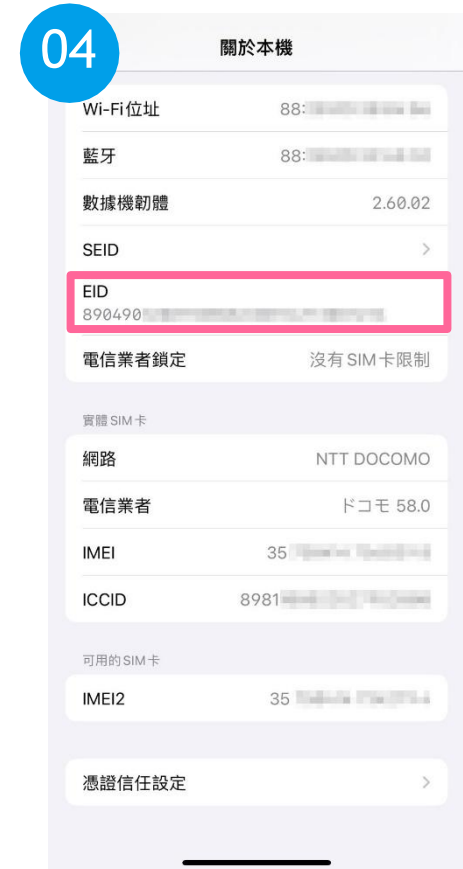 04
關於本機
Wi-Fi位址 88:
藍牙 88:
數據機韌體 2.60.02
SEID
EID
890490
電信業者鎖定 沒有 SIM 卡限制
實體 SIM 卡
網路 NTT DOCOMO
電信業者 ドコモ 58.0
IMEI 35
ICCID 8981
可用的 SIM 卡
IMEI2 35
憑證信任設定